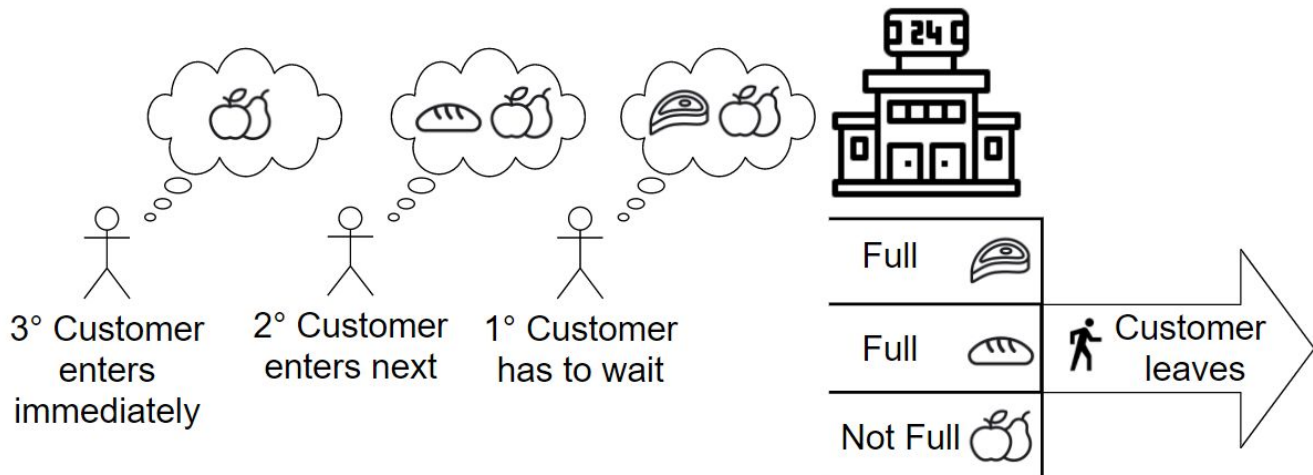 24
3° Customer
enters
immediately
2° Customer
enters next
1° Customer
has to wait
Full
Full
Not Full
Customer
leaves